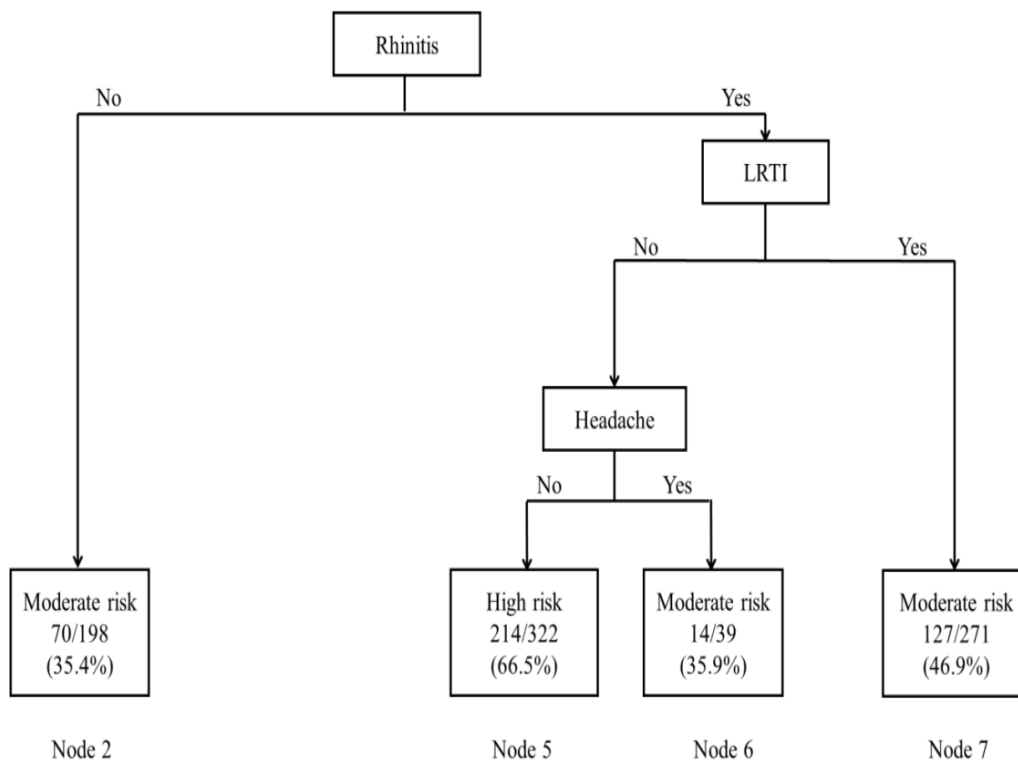 Rhinitis
No
Yes
LRTI
No
Yes
Headache
No
Yes
Moderate risk
70/198
(35.4%)
High risk
214/322
(66.5%)
Moderate risk
14/39
(35.9%)
Moderate risk
127/271
(46.9%)
Node 2
Node 5
Node 6
Node 7